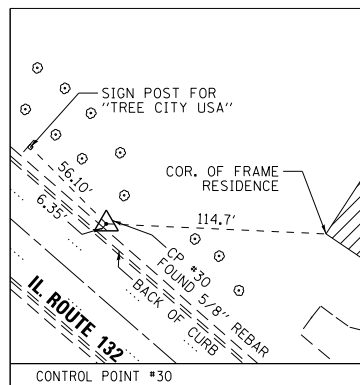 SIGN POST FOR
"TREE CITY USA"
COR. OF FRAME
RESIDENCE
56.10'
6.35'
114.7'
CP #30
FOUND 5/8" REBAR
BACK OF CURB
IL. ROUTE 132
CONTROL POINT #30